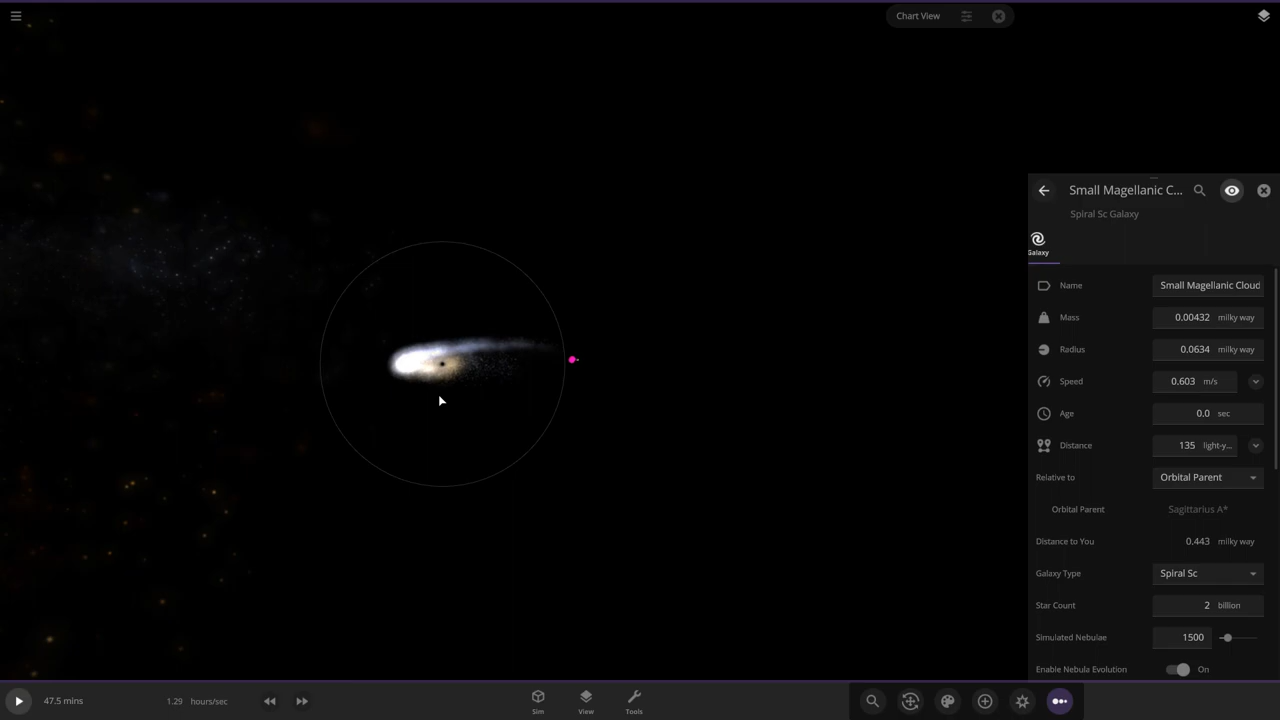 Chart View
Small Magellanic C...
Spiral Sc Galaxy
Galaxy
Name Small Magellanic Cloud
Mass 0.00432 milky way
Radius 0.0634 milky way
Speed 0.603 m/s
Age 0.0 sec
Distance 135 light-y...
Relative to Orbital Parent
Orbital Parent Sagittarius A*
Distance to You 0.443 milky way
Galaxy Type Spiral Sc
Star Count 2 billion
Simulated Nebulae 1500
Enable Nebula Evolution On
47.5 mins 1.29 hours/sec
Sim View Tools